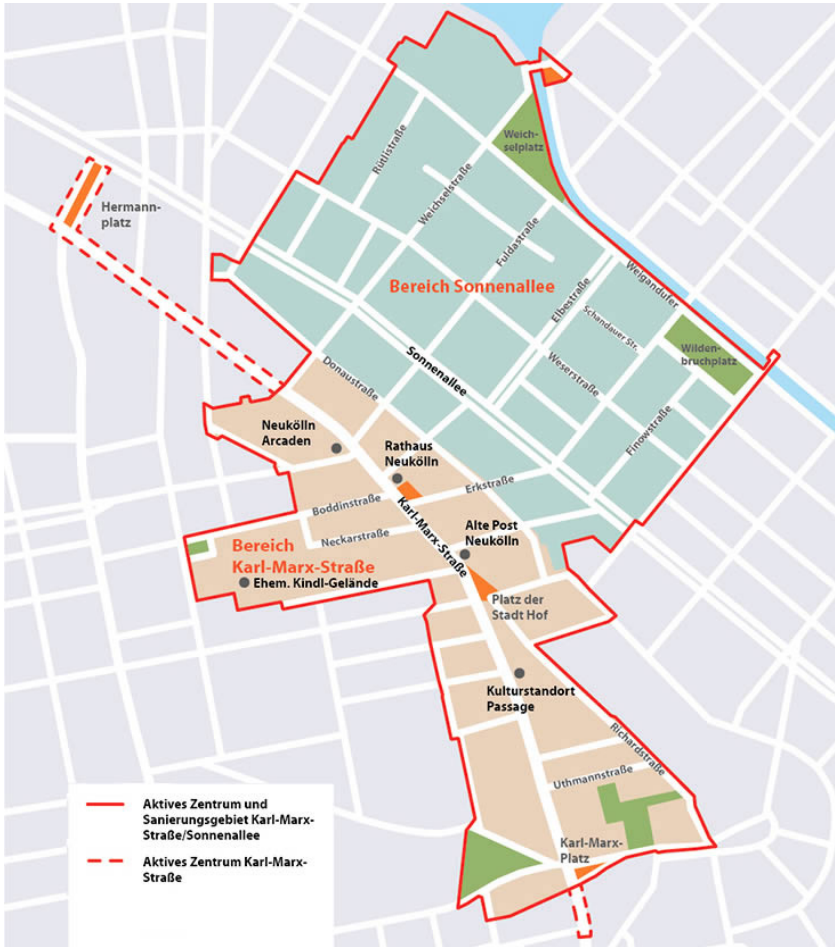 Weich-
selplatz
Rütlistraße
Weichselstraße
Hermann-
platz
Fuldastraße
Bereich Sonnenallee
Elbestraße
Weigandufer
Schandauer Str.
Wilden-
bruchplatz
Sonnenallee
Weserstraße
Donaustraße
Finowstraße
Neukölln
Arcaden
Rathaus
Neukölln
Erkstraße
Boddinstraße
Karl-Marx-Straße
Neckarstraße
Alte Post
Neukölln
Bereich
Karl-Marx-Straße
Ehem. Kindl-Gelände
Platz der
Stadt Hof
Kulturstandort
Passage
Richardstraße
Uthmannstraße
Karl-Marx-
Platz
Aktives Zentrum und
Sanierungsgebiet Karl-Marx-
Straße/Sonnenallee
Aktives Zentrum Karl-Marx-
Straße